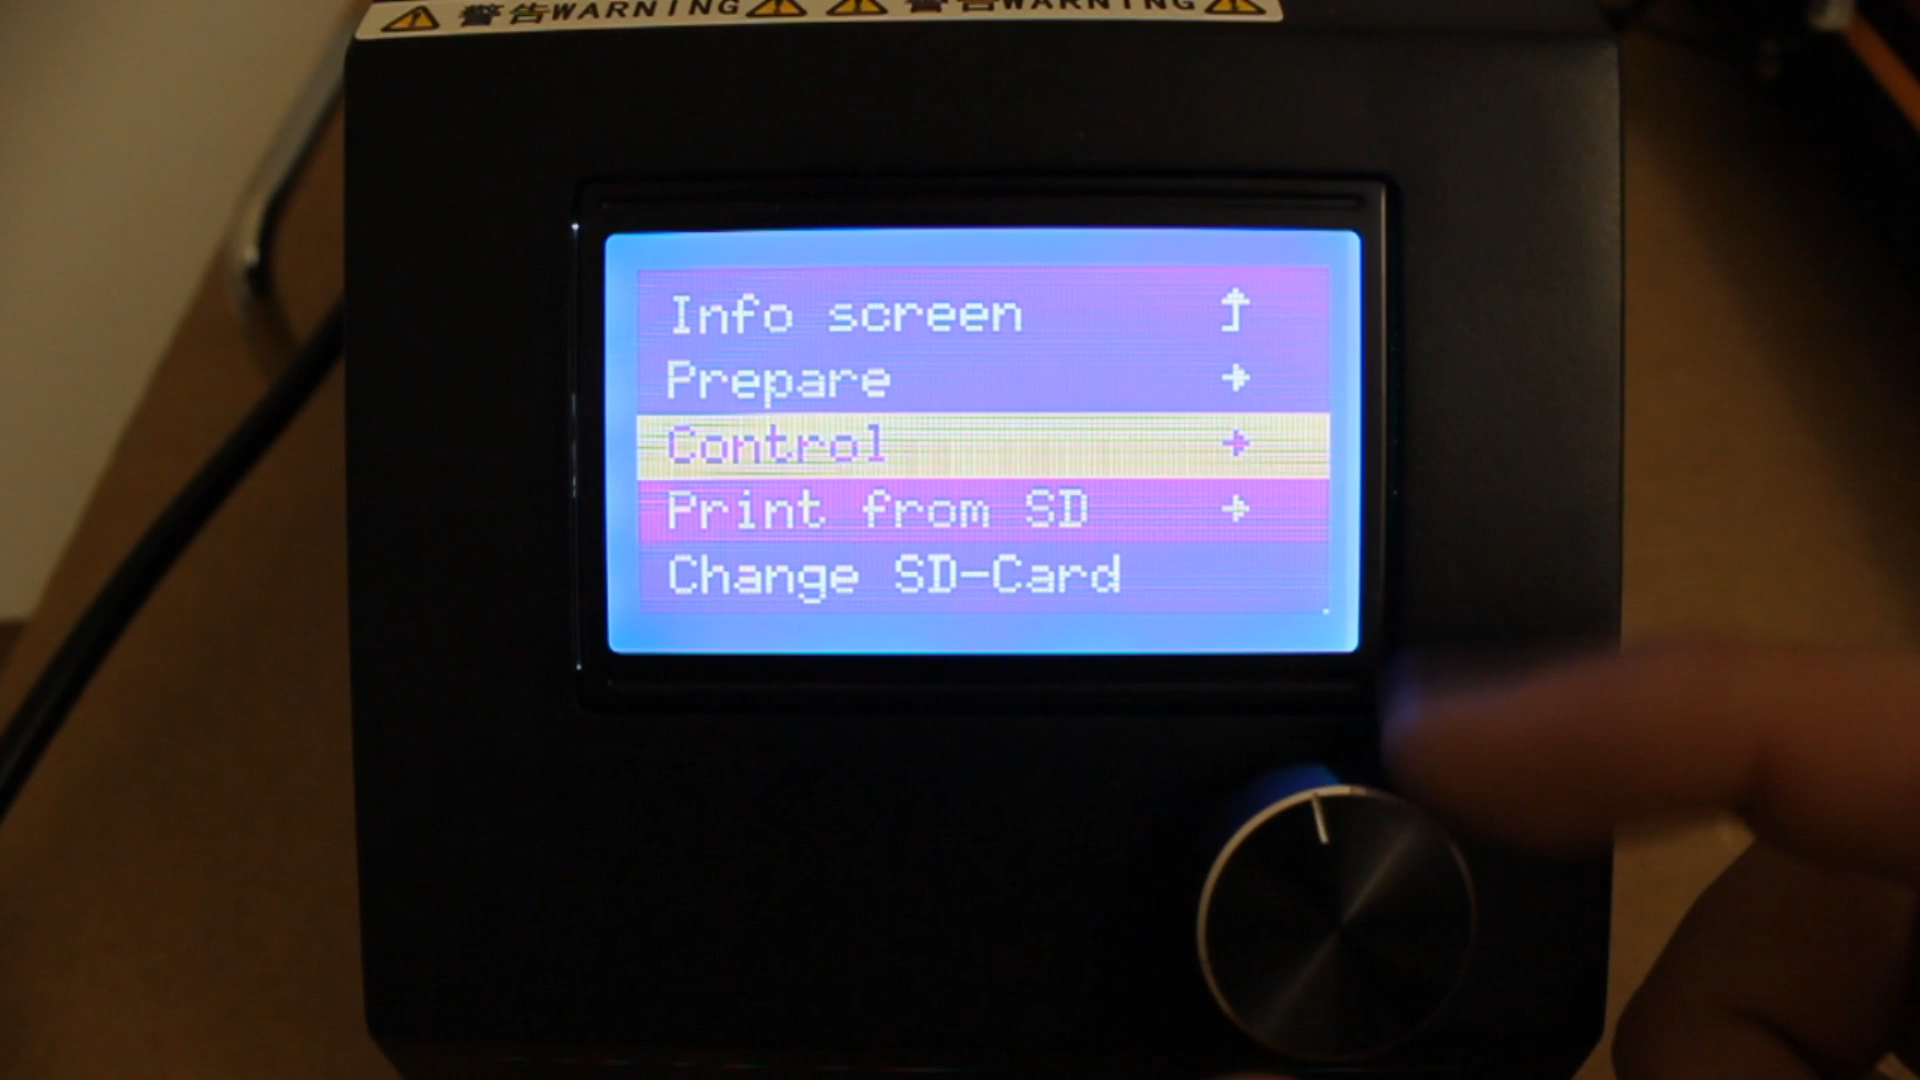 警告WARNING 警告WARNING
Info screen
Prepare
Control
Print from SD
Change SD-Card